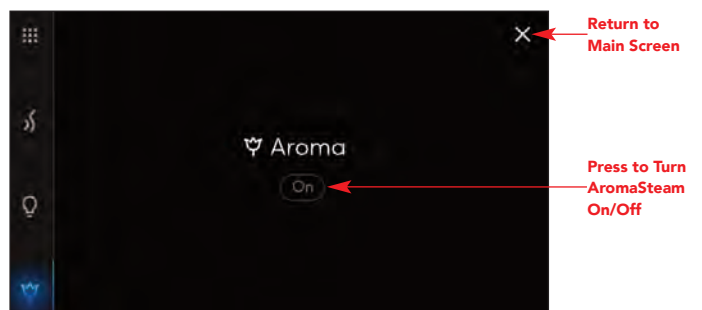 Return to
Main Screen
Aroma
On
Press to Turn
AromaSteam
On/Off